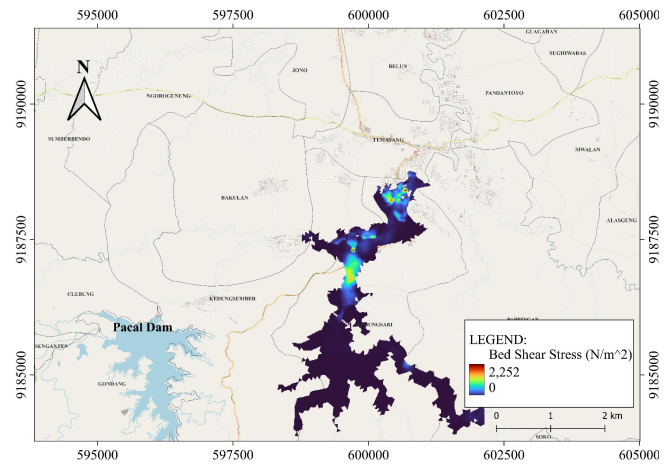 595000 597500 600000 602500 605000
GLAGAHAN
SUGIHWARAS
N
JONO
BELUN
NGOROGUNUNG
PANDANTOYO
9190000
9190000
SUMBERBENDO
TEMAYANG
SIWALAN
BAKULAN
ALASGUNG
9187500
9187500
CLEBUNG
KEDUNGSUMBER
Pacal Dam
LEGEND:
Bed Shear Stress (N/m^2)
2,252
0
GONDANG
9185000
9185000
0 1 2 km
SOKO
595000 597500 600000 602500 605000